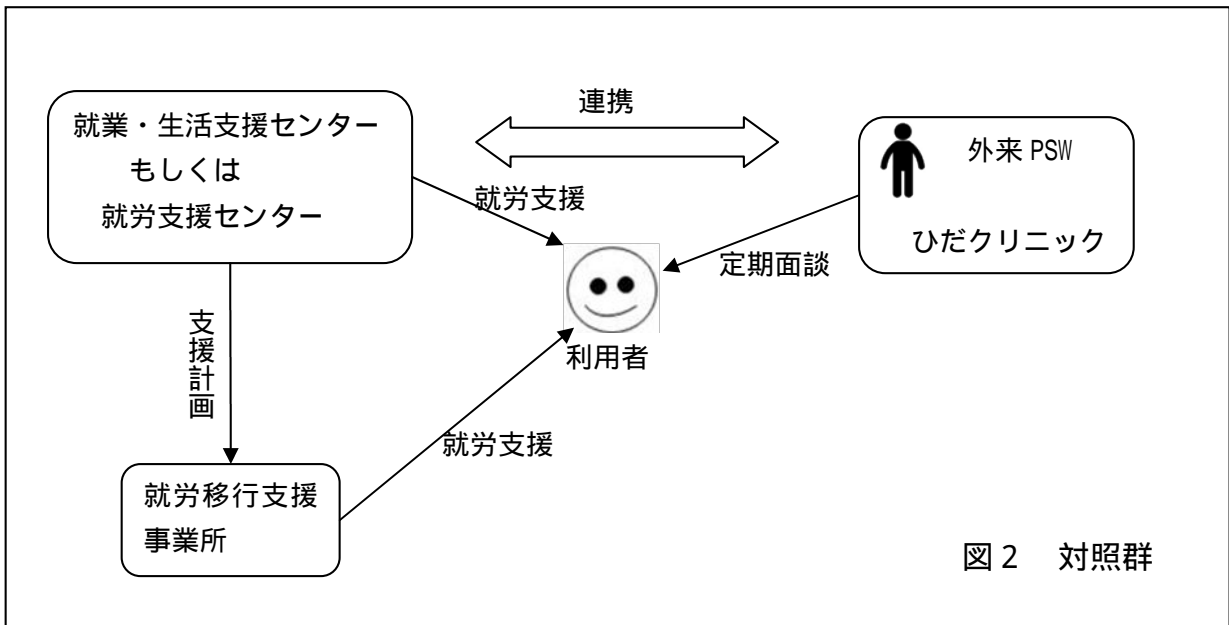 就業・生活支援センター
もしくは
就労支援センター
連携
外来 PSW
ひだクリニック
就労支援
定期面談
利用者
支援計画
就労支援
就労移行支援
事業所
図2 対照群